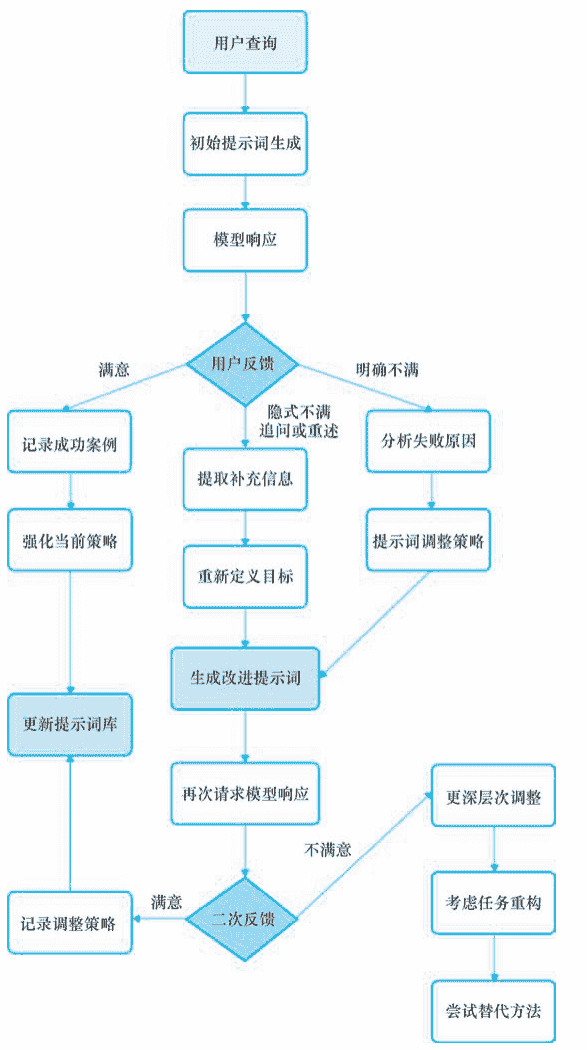 用户查询
初始提示词生成
模型响应
用户反馈
满意
明确不满
隐式不满
追问或重述
记录成功案例
分析失败原因
提取补充信息
强化当前策略
提示词调整策略
重新定义目标
生成改进提示词
更新提示词库
再次请求模型响应
更深层次调整
不满意
考虑任务重构
满意
二次反馈
记录调整策略
尝试替代方法